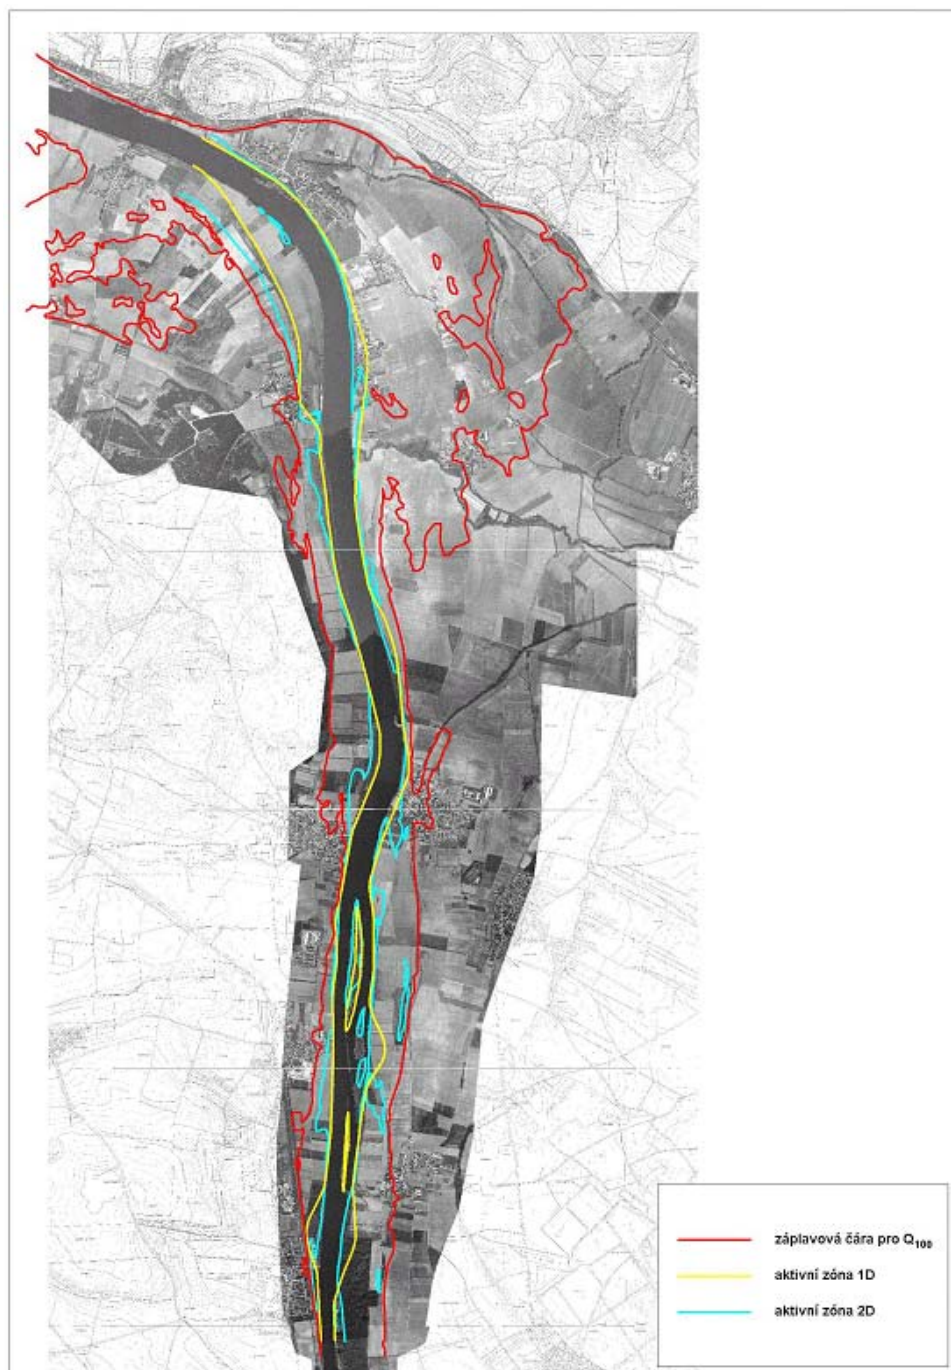 záplavová čára pro Q₁₀₀
aktivní zóna 1D
aktivní zóna 2D